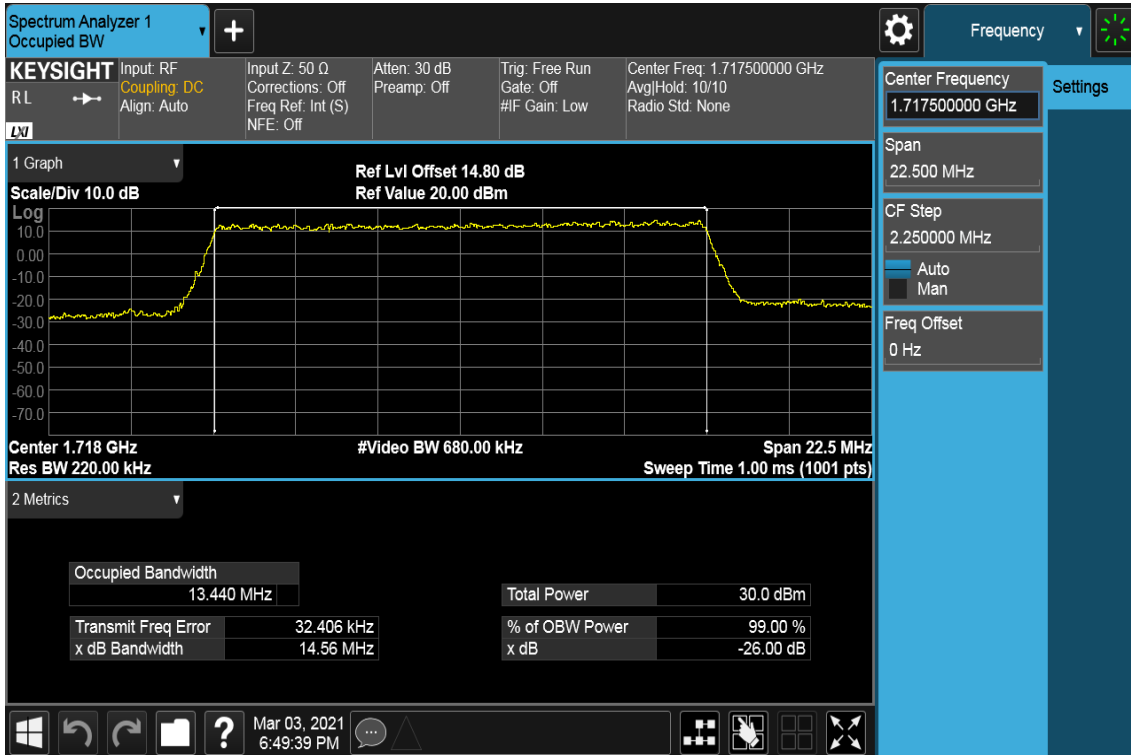 Spectrum Analyzer 1
Occupied BW
+
Frequency
KEYSIGHT
R L
LXI
Input: RF
Coupling: DC
Align: Auto
Input Z: 50 Ω
Corrections: Off
Freq Ref: Int (S)
NFE: Off
Atten: 30 dB
Preamp: Off
Trig: Free Run
Gate: Off
#IF Gain: Low
Center Freq: 1.717500000 GHz
Avg|Hold: 10/10
Radio Std: None
Center Frequency
1.717500000 GHz
Settings
Span
22.500 MHz
CF Step
2.250000 MHz
Auto
Man
Freq Offset
0 Hz
1 Graph
Scale/Div 10.0 dB
Ref Lvl Offset 14.80 dB
Ref Value 20.00 dBm
Log
10.0
0.00
-10.0
-20.0
-30.0
-40.0
-50.0
-60.0
-70.0
Center 1.718 GHz
#Video BW 680.00 kHz
Span 22.5 MHz
Res BW 220.00 kHz
Sweep Time 1.00 ms (1001 pts)
2 Metrics
Occupied Bandwidth
13.440 MHz
Transmit Freq Error 32.406 kHz
x dB Bandwidth 14.56 MHz
Total Power 30.0 dBm
% of OBW Power 99.00 %
x dB -26.00 dB
?
Mar 03, 2021
6:49:39 PM